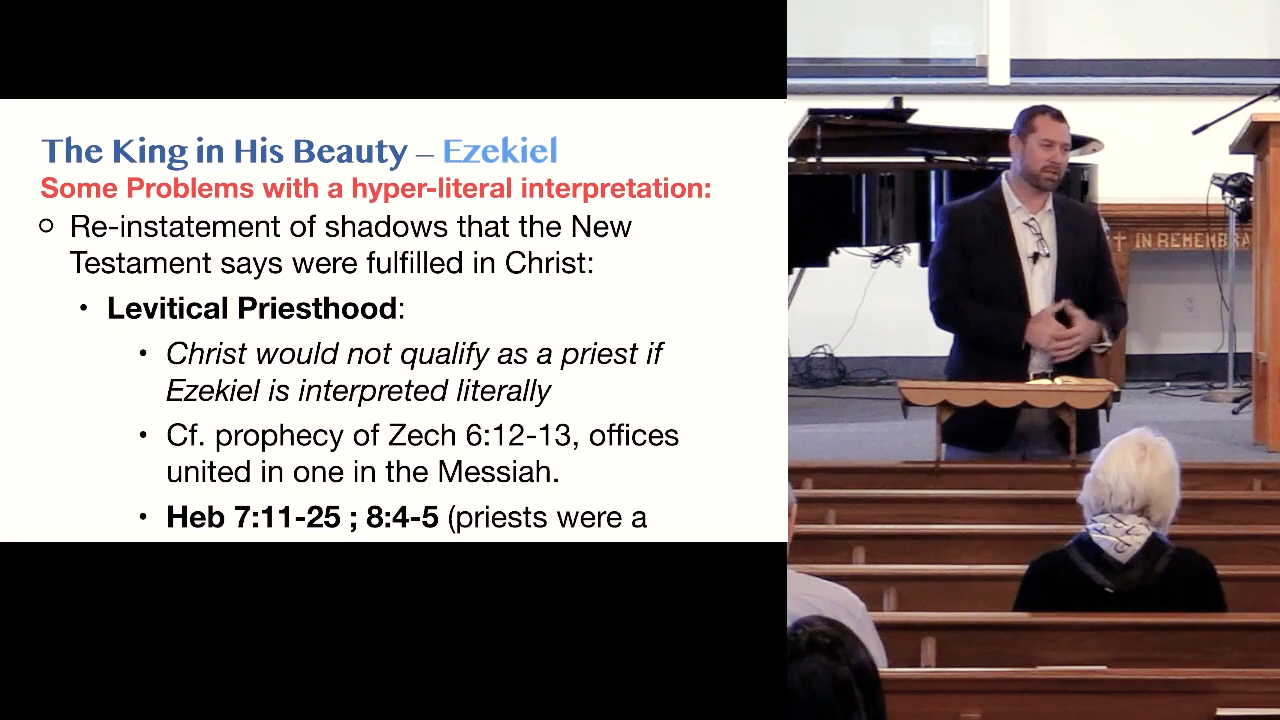 The King in His Beauty – Ezekiel
Some Problems with a hyper-literal interpretation:
Re-instatement of shadows that the New
Testament says were fulfilled in Christ:
• Levitical Priesthood:
• Christ would not qualify as a priest if
Ezekiel is interpreted literally
• Cf. prophecy of Zech 6:12-13, offices
united in one in the Messiah.
• Heb 7:11-25 ; 8:4-5 (priests were a
IN REMEMBRA